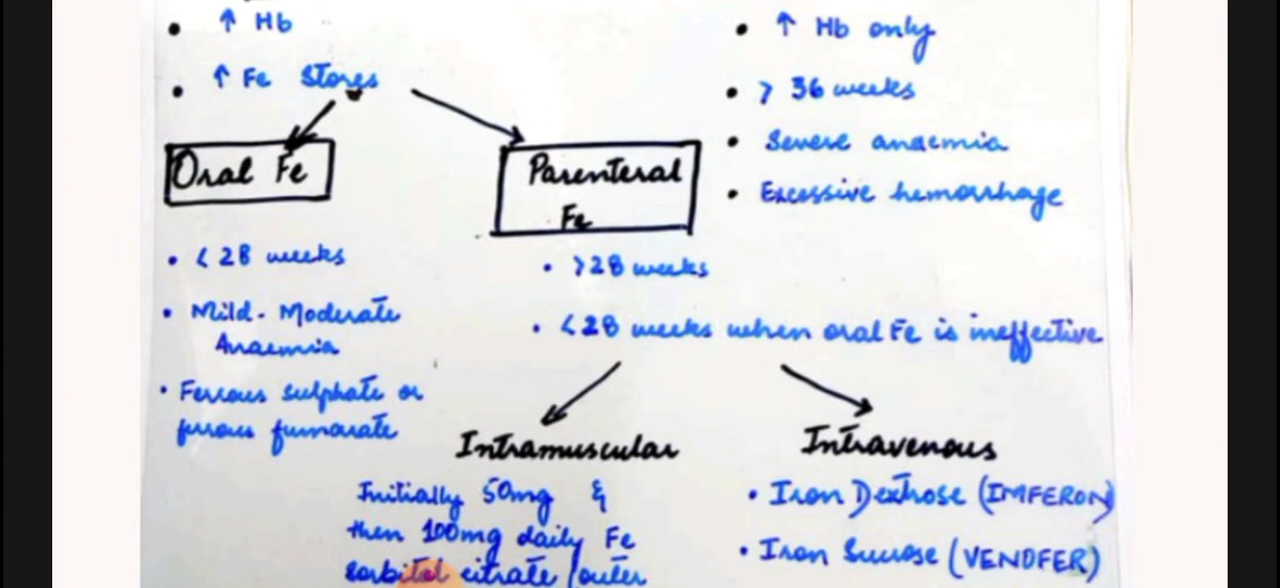 • ↑ Hb
• ↑ Fe Stores
Oral Fe
• < 28 weeks
• Mild - Moderate
Anaemia
• Ferrous sulphate or
ferrous fumarate
Parenteral
Fe
• >28 weeks
• <28 weeks when oral Fe is ineffective
Intramuscular
Initially 50mg &
then 100mg daily Fe
sorbitol citrate (outer
Intravenous
• Iron Dextrose (IMFERON)
• Iron Sucrose (VENOFER)
• ↑ Hb only
• > 36 weeks
• Severe anaemia
• Excessive hemorrhage